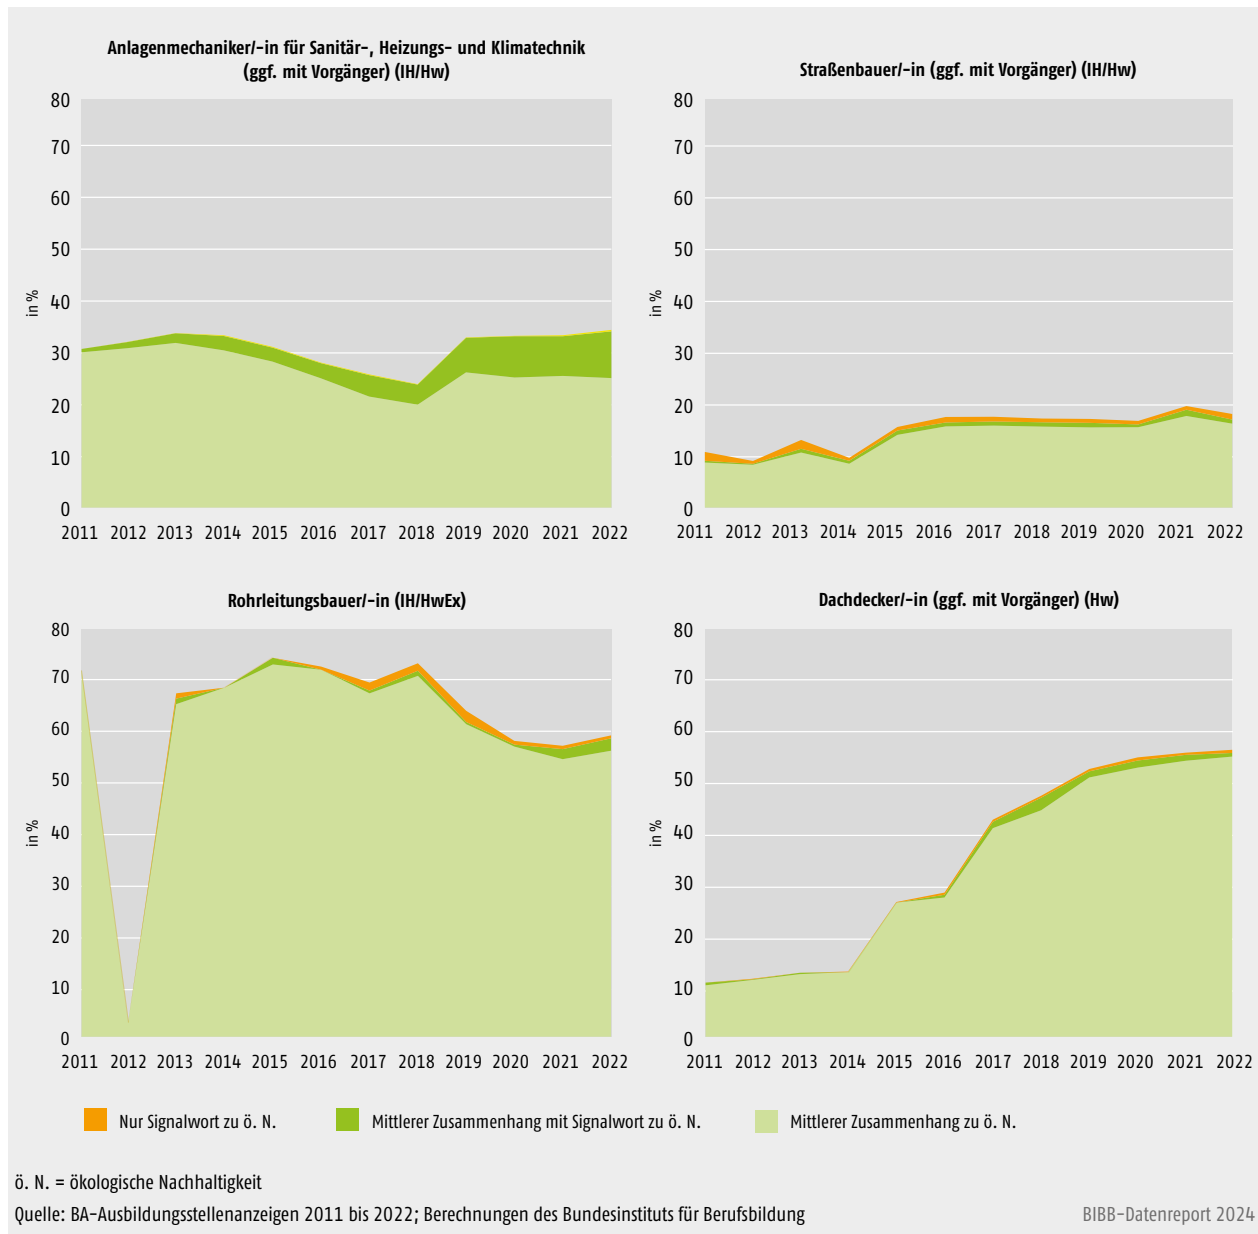 Anlagenmechaniker/-in für Sanitär-, Heizungs- und Klimatechnik
(ggf. mit Vorgänger) (IH/Hw)
80
70
60
50
40
30
20
10
0
in %
2011 2012 2013 2014 2015 2016 2017 2018 2019 2020 2021 2022
Straßenbauer/-in (ggf. mit Vorgänger) (IH/Hw)
80
70
60
50
40
30
20
10
0
in %
2011 2012 2013 2014 2015 2016 2017 2018 2019 2020 2021 2022
Rohrleitungsbauer/-in (IH/HwEx)
80
70
60
50
40
30
20
10
0
in %
2011 2012 2013 2014 2015 2016 2017 2018 2019 2020 2021 2022
Dachdecker/-in (ggf. mit Vorgänger) (Hw)
80
70
60
50
40
30
20
10
0
in %
2011 2012 2013 2014 2015 2016 2017 2018 2019 2020 2021 2022
Nur Signalwort zu ö. N. Mittlerer Zusammenhang mit Signalwort zu ö. N. Mittlerer Zusammenhang zu ö. N.
ö. N. = ökologische Nachhaltigkeit
Quelle: BA-Ausbildungsstellenanzeigen 2011 bis 2022; Berechnungen des Bundesinstituts für Berufsbildung BIBB-Datenreport 2024